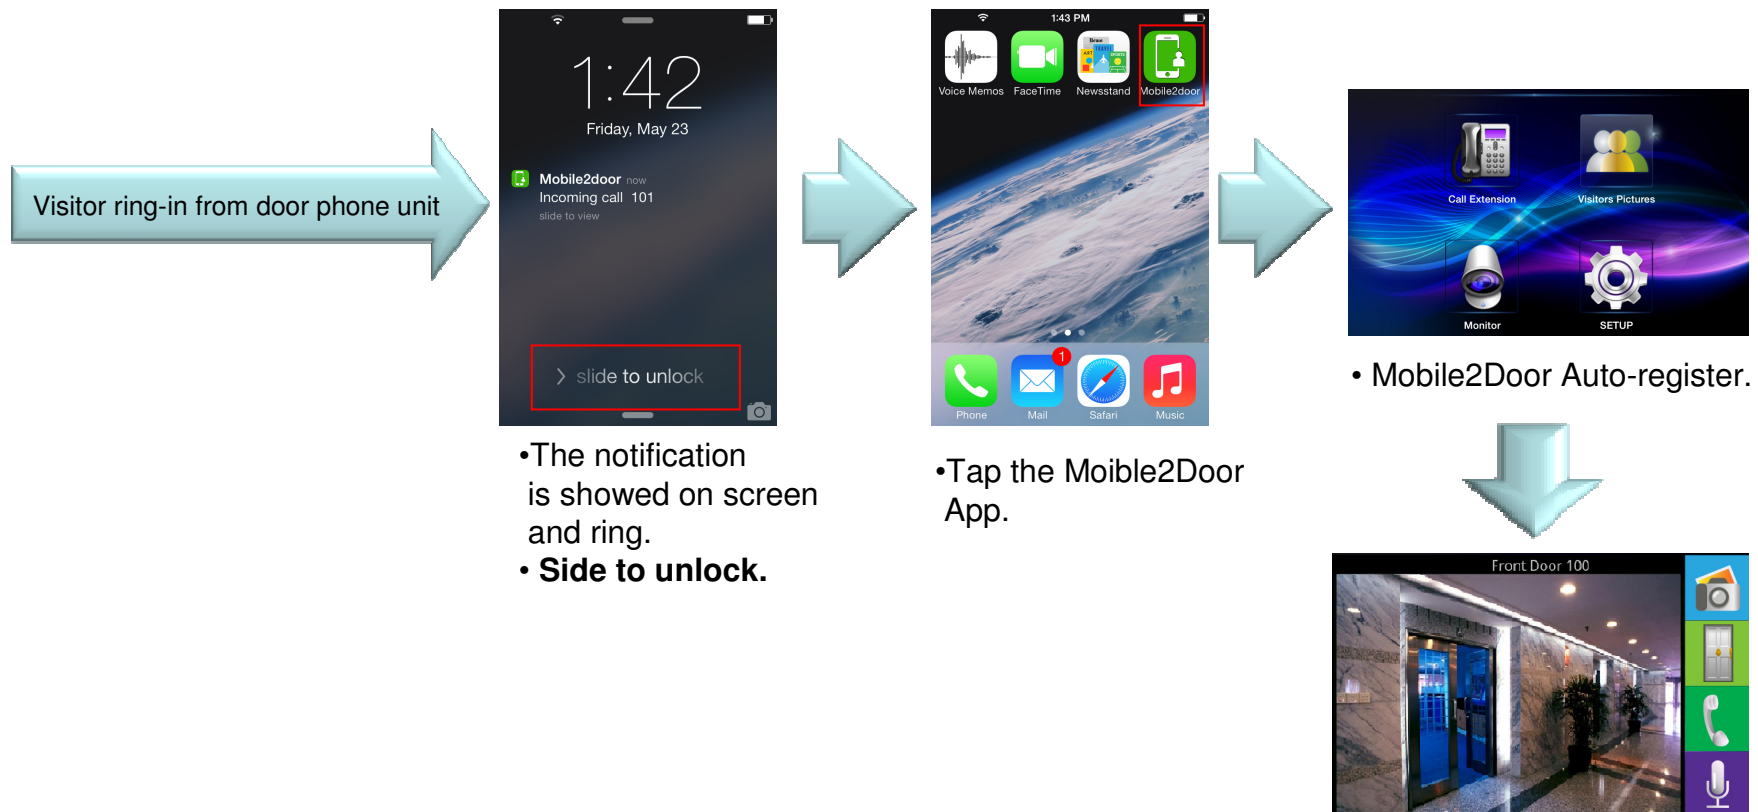 Visitor ring-in from door phone unit
1:42
Friday, May 23
Mobile2door now
Incoming call 101
slide to view
slide to unlock
•The notification
is showed on screen
and ring.
• Side to unlock.
1:43 PM
Voice Memos FaceTime Newsstand Mobile2door
1
Phone Mail Safari Music
•Tap the Moible2Door
App.
Call Extension Visitors Pictures
Monitor SETUP
• Mobile2Door Auto-register.
Front Door 100